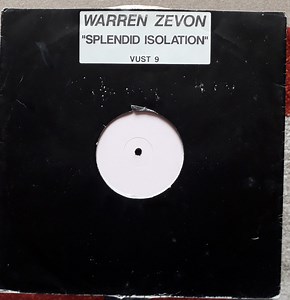 WARREN ZEVON
"SPLENDID ISOLATION"
VUST 9